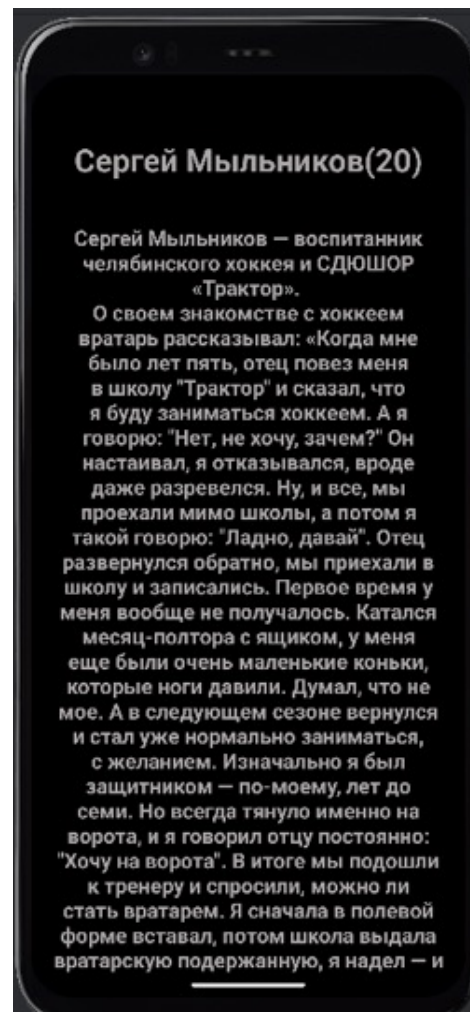 Сергей Мыльников(20)
Сергей Мыльников — воспитанник
челябинского хоккея и СДЮШОР
«Трактор».
О своем знакомстве с хоккеем
вратарь рассказывал: «Когда мне
было лет пять, отец повез меня
в школу "Трактор" и сказал, что
я буду заниматься хоккеем. А я
говорю: "Нет, не хочу, зачем?" Он
настаивал, я отказывался, вроде
даже разревелся. Ну, и все, мы
проехали мимо школы, а потом я
такой говорю: "Ладно, давай". Отец
развернулся обратно, мы приехали в
школу и записались. Первое время у
меня вообще не получалось. Катался
месяц-полтора с ящиком, у меня
еще были очень маленькие коньки,
которые ноги давили. Думал, что не
мое. А в следующем сезоне вернулся
и стал уже нормально заниматься,
с желанием. Изначально я был
защитником — по-моему, лет до
семи. Но всегда тянуло именно на
ворота, и я говорил отцу постоянно:
"Хочу на ворота". В итоге мы подошли
к тренеру и спросили, можно ли
стать вратарем. Я сначала в полевой
форме вставал, потом школа выдала
вратарскую подержанную, я надел — и